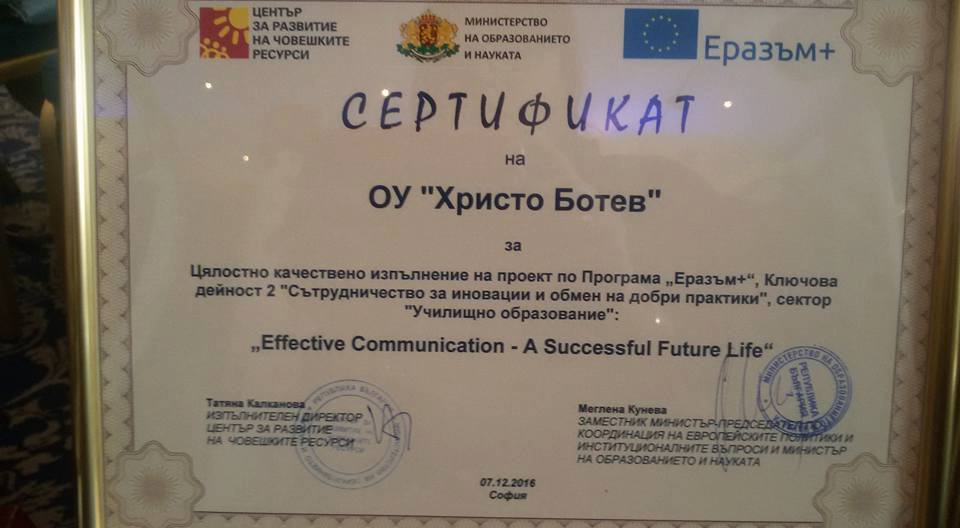 ЦЕНТЪР
ЗА РАЗВИТИЕ
НА ЧОВЕШКИТЕ
РЕСУРСИ
МИНИСТЕРСТВО
НА ОБРАЗОВАНИЕТО
И НАУКАТА
Еразъм+
СЕРТИФИКАТ
на
ОУ "Христо Ботев"
за
Цялостно качествено изпълнение на проект по Програма „Еразъм+“, Ключова
дейност 2 "Сътрудничество за иновации и обмен на добри практики", сектор
"Училищно образование":
„Effective Communication - A Successful Future Life“
Татяна Калканова
ИЗПЪЛНИТЕЛЕН ДИРЕКТОР
ЦЕНТЪР ЗА РАЗВИТИЕ
НА ЧОВЕШКИТЕ РЕСУРСИ
Меглена Кунева
ЗАМЕСТНИК МИНИСТЪР-ПРЕДСЕДАТЕЛ
КООРДИНАЦИЯ НА ЕВРОПЕЙСКИТЕ ПОЛИТИКИ И
ИНСТИТУЦИОНАЛНИТЕ ВЪПРОСИ И МИНИСТЪР
НА ОБРАЗОВАНИЕТО И НАУКАТА
РЕПУБЛИКА
БЪЛГАРИЯ
07.12.2016
София